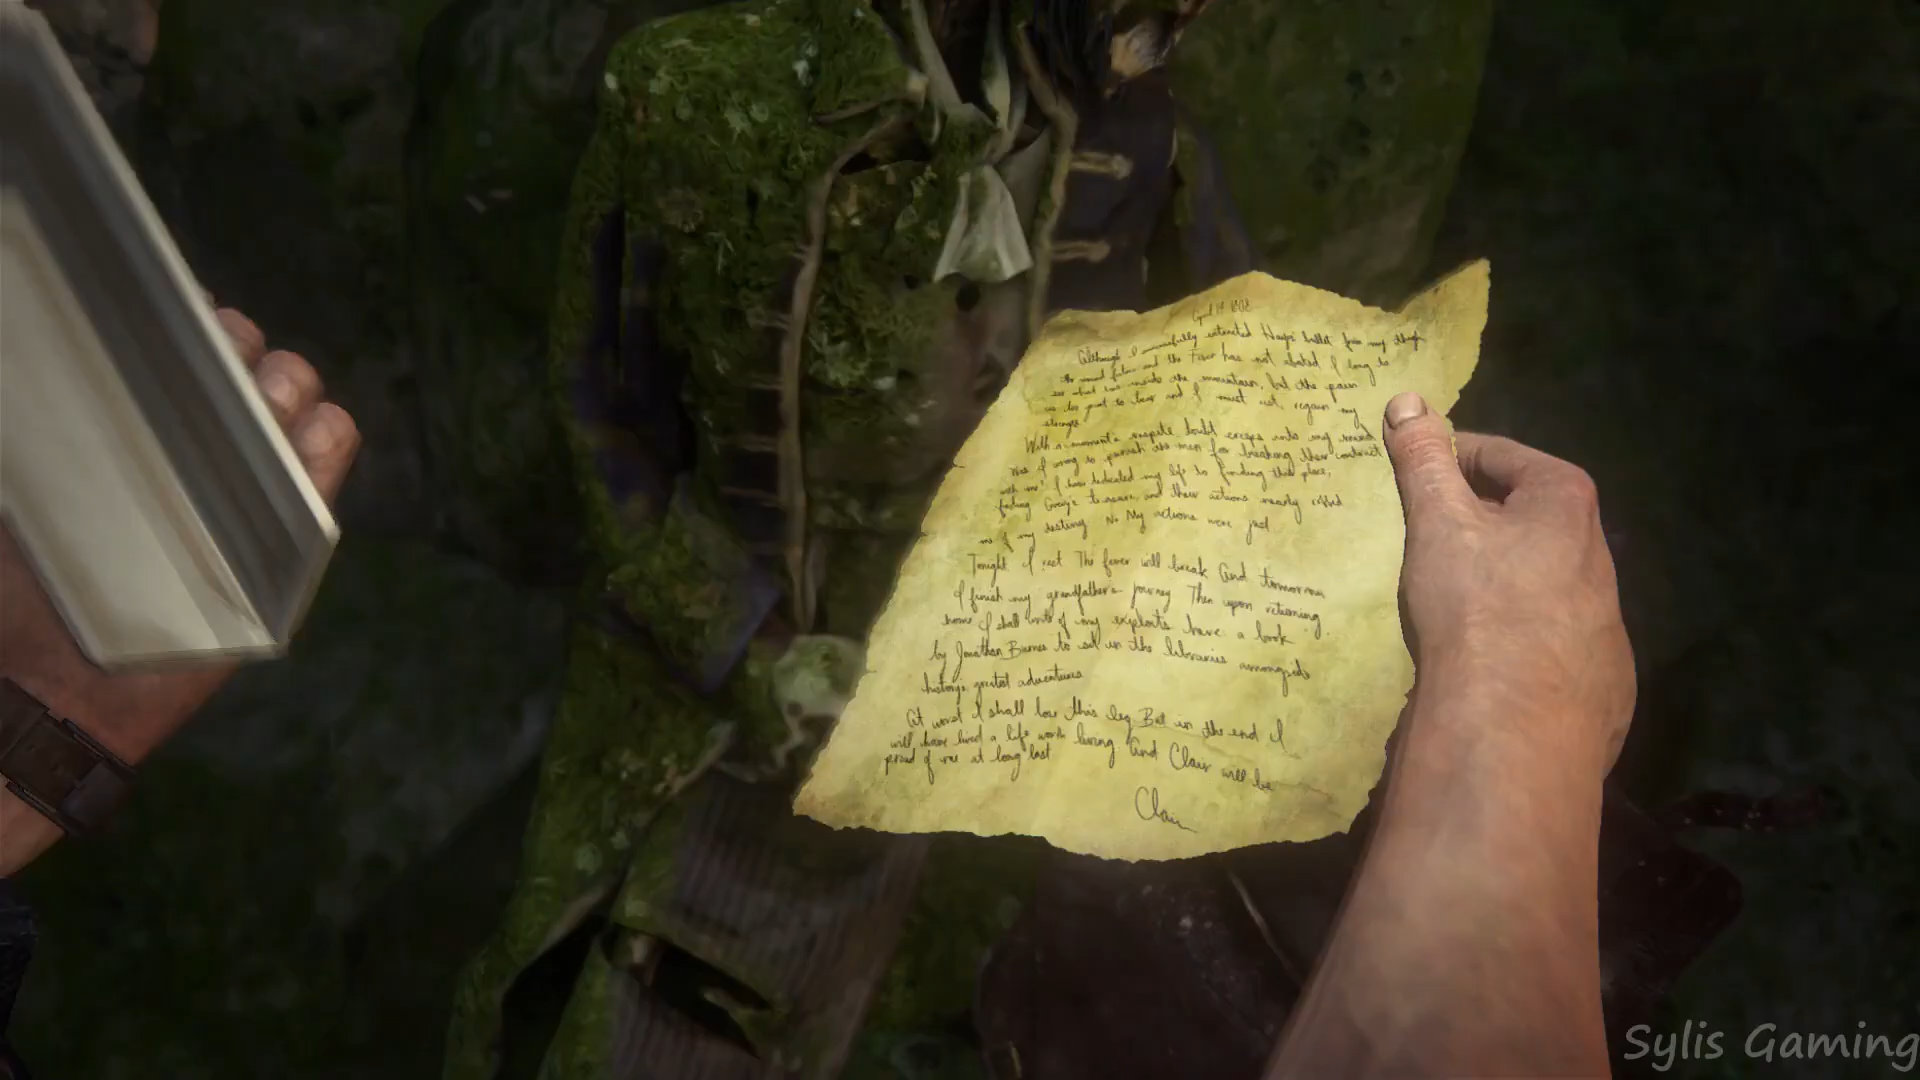 April 19 1802
Although I successfully extracted Hays's bullet from my thigh
the wound festers and the Fever has not abated I long to
see what lies inside the mountain, but the pain
is too great to bear and I must rest, regain my
strength
With a moment's respite doubt creeps into my mind
Was I wrong to punish the men for breaking their contract
with me? I have dedicated my life to finding this place,
finding treasure, and their actions nearly robbed
me of my destiny No My actions were just
Tonight I rest The fever will break And tomorrow
I finish my grandfather's journey Then upon returning
home I shall write of my exploits have a book
by Jonathan Burnes to sit in the libraries amongside
history's greatest adventures
At worst I shall lose this leg But in the end I
will have lived a life worth living And Clair will be
proud of me at long last
Clair
Sylis Gaming